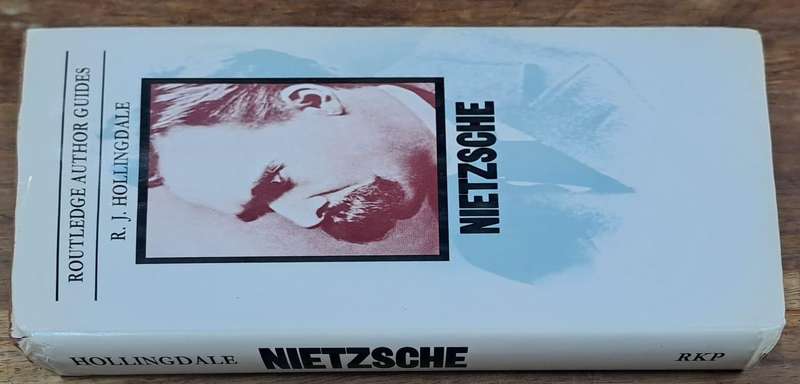 ROUTLEDGE AUTHOR GUIDES
R. J. HOLLINGDALE
NIETZSCHE
HOLLINGDALE NIETZSCHE RKP